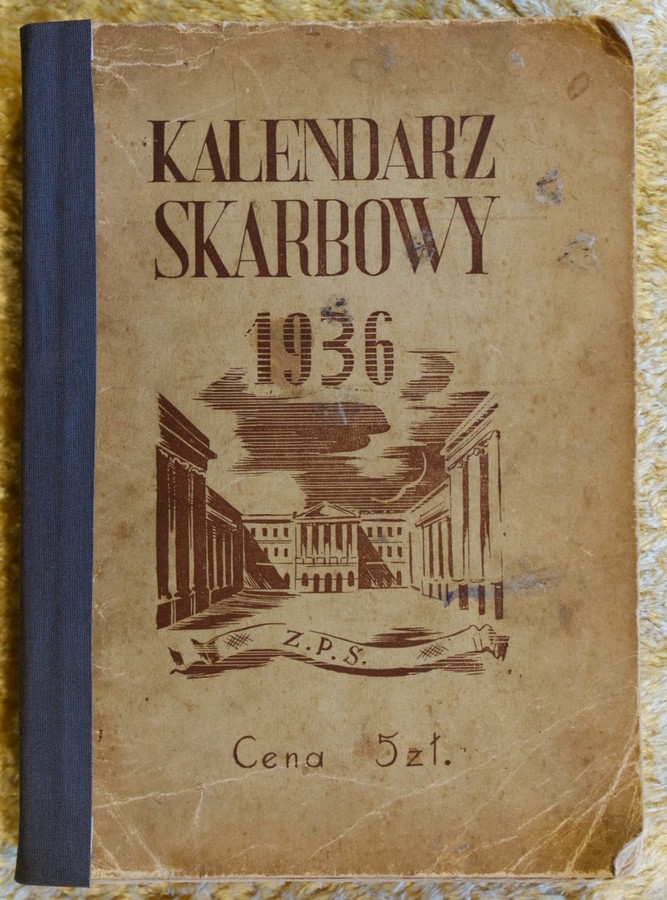 KALENDARZ
SKARBOWY
1936
Z.P.S.
Cena 5zł.